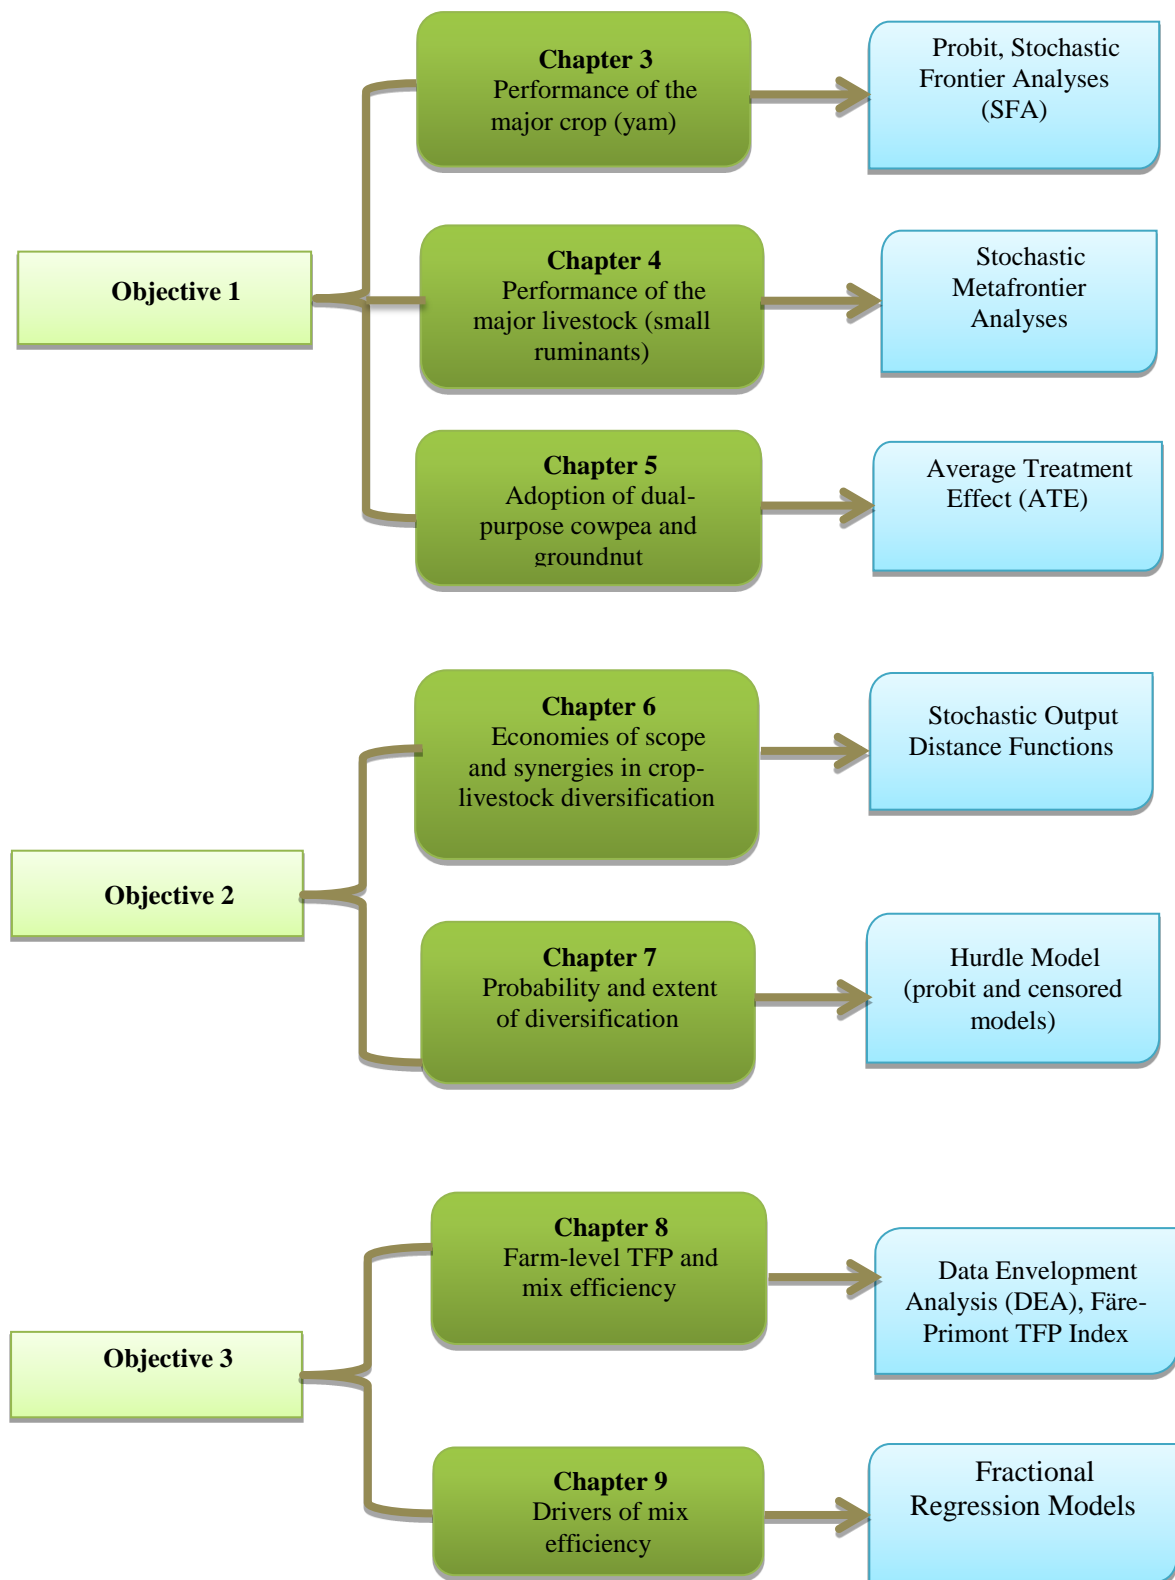 Chapter 3
Performance of the
major crop (yam)
Probit, Stochastic
Frontier Analyses
(SFA)
Objective 1
Chapter 4
Performance of the
major livestock (small
ruminants)
Stochastic
Metafrontier
Analyses
Chapter 5
Adoption of dual-
purpose cowpea and
groundnut
Average Treatment
Effect (ATE)
Objective 2
Chapter 6
Economies of scope
and synergies in crop-
livestock diversification
Stochastic Output
Distance Functions
Chapter 7
Probability and extent
of diversification
Hurdle Model
(probit and censored
models)
Objective 3
Chapter 8
Farm-level TFP and
mix efficiency
Data Envelopment
Analysis (DEA), Färe-
Primont TFP Index
Chapter 9
Drivers of mix
efficiency
Fractional
Regression Models